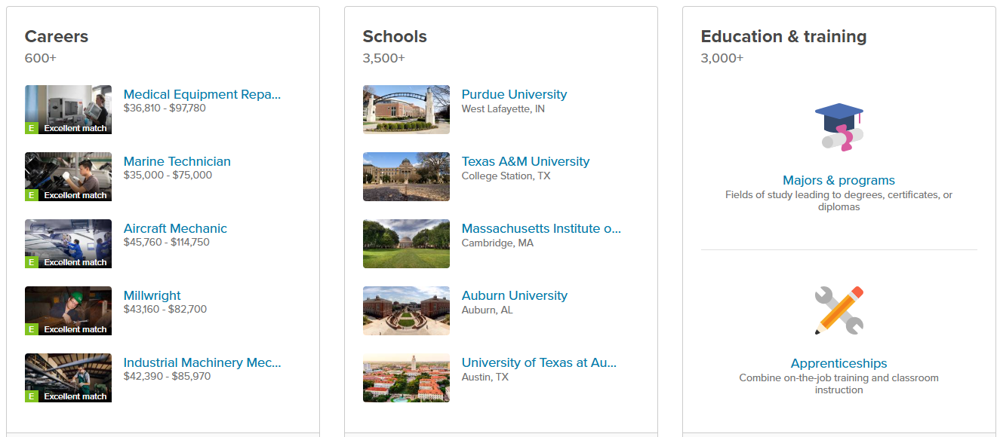 Careers
600+
Medical Equipment Repa...
$36,810 - $97,780
E Excellent match
Marine Technician
$35,000 - $75,000
E Excellent match
Aircraft Mechanic
$45,760 - $114,750
E Excellent match
Millwright
$43,160 - $82,700
E Excellent match
Industrial Machinery Mec...
$42,390 - $85,970
E Excellent match
Schools
3,500+
Purdue University
West Lafayette, IN
Texas A&M University
College Station, TX
Massachusetts Institute o...
Cambridge, MA
Auburn University
Auburn, AL
University of Texas at Au...
Austin, TX
Education & training
3,000+
Majors & programs
Fields of study leading to degrees, certificates, or
diplomas
Apprenticeships
Combine on-the-job training and classroom
instruction